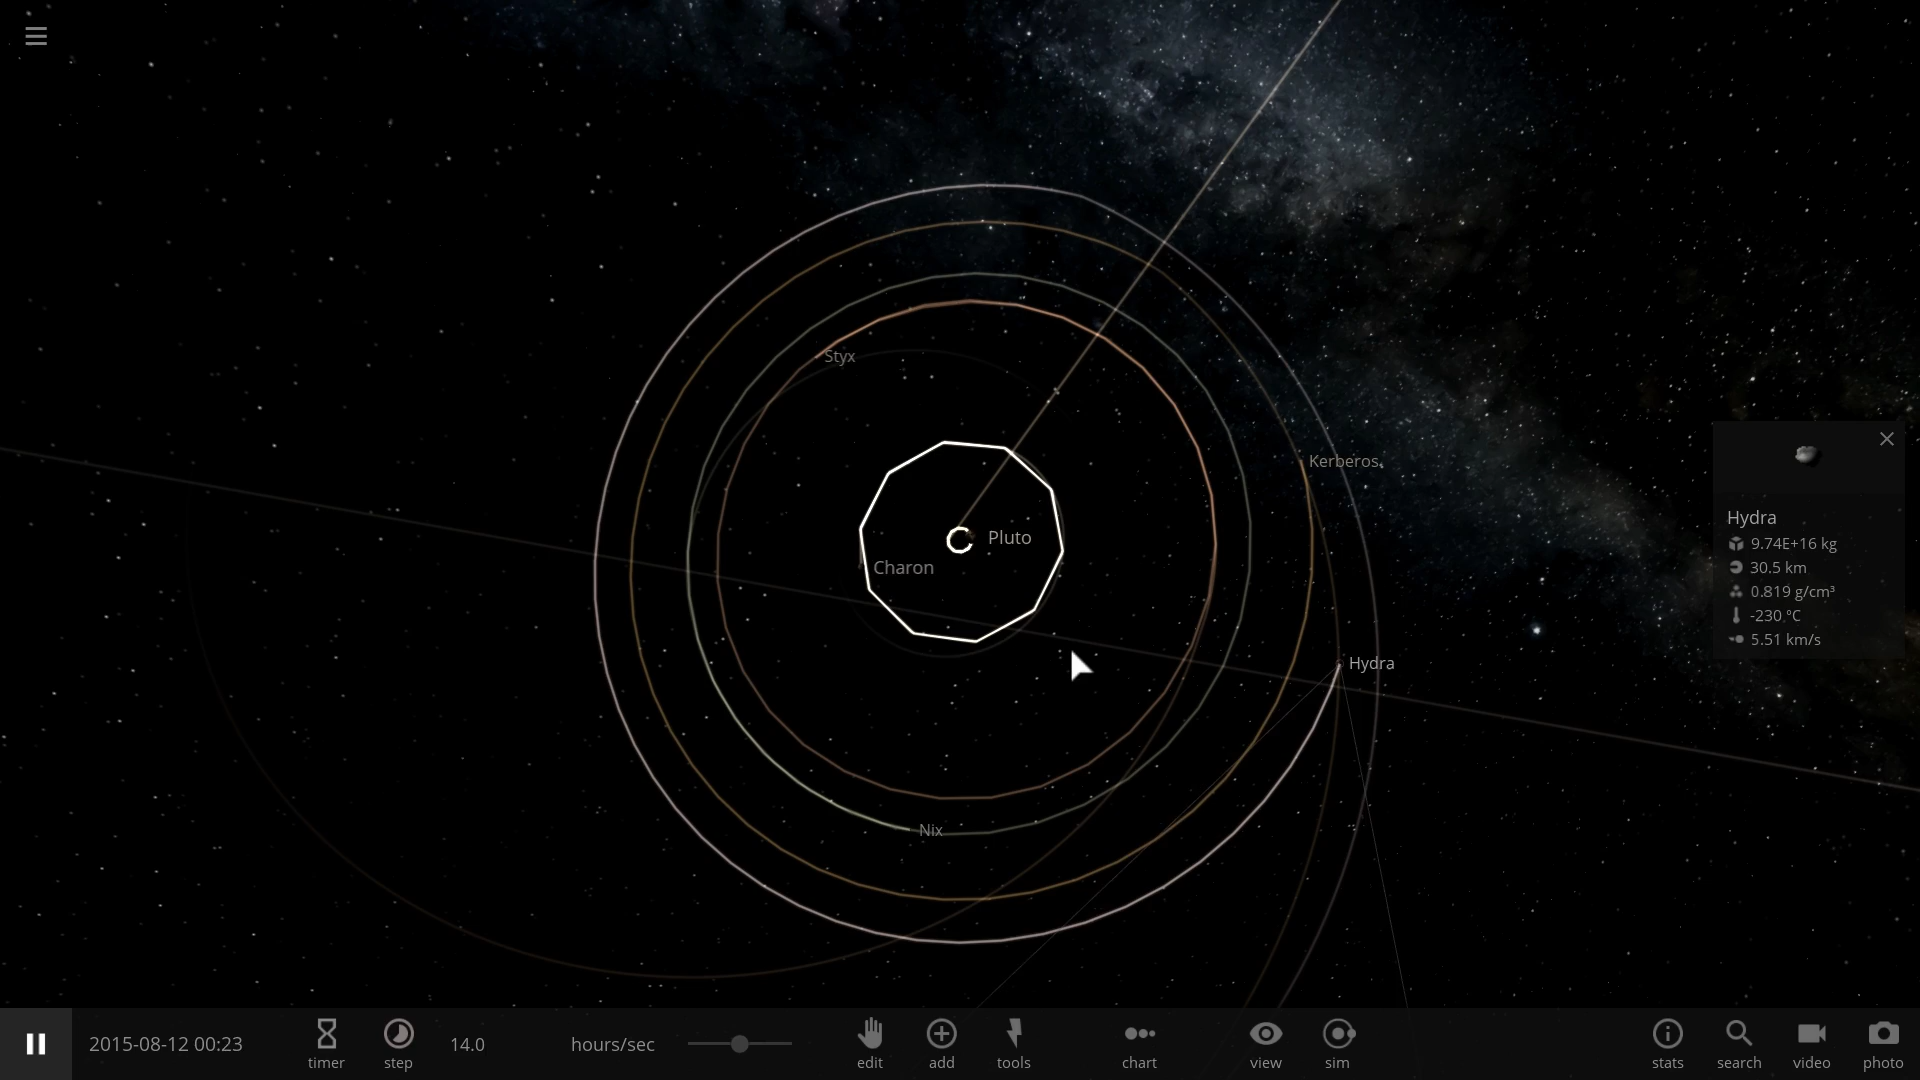 Styx
Kerberos
Pluto
Charon
Hydra
Nix
Hydra
9.74E+16 kg
30.5 km
0.819 g/cm³
-230 °C
5.51 km/s
2015-08-12 00:23
timer
step
14.0
hours/sec
edit
add
tools
chart
view
sim
stats
search
video
photo